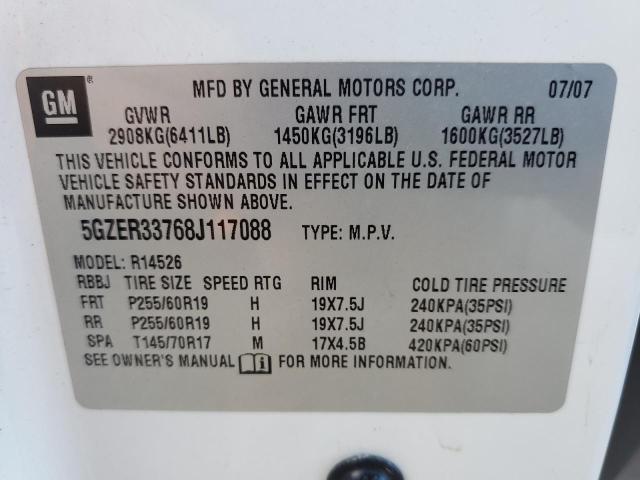 GM ® MFD BY GENERAL MOTORS CORP. 07/07
GVWR GAWR FRT GAWR RR
2908KG(6411LB) 1450KG(3196LB) 1600KG(3527LB)
THIS VEHICLE CONFORMS TO ALL APPLICABLE U.S. FEDERAL MOTOR
VEHICLE SAFETY STANDARDS IN EFFECT ON THE DATE OF
MANUFACTURE SHOWN ABOVE.
5GZER33768J117088 TYPE: M.P.V.
MODEL: R14526
RBBJ TIRE SIZE SPEED RTG RIM COLD TIRE PRESSURE
FRT P255/60R19 H 19X7.5J 240KPA(35PSI)
RR P255/60R19 H 19X7.5J 240KPA(35PSI)
SPA T145/70R17 M 17X4.5B 420KPA(60PSI)
SEE OWNER'S MANUAL FOR MORE INFORMATION.